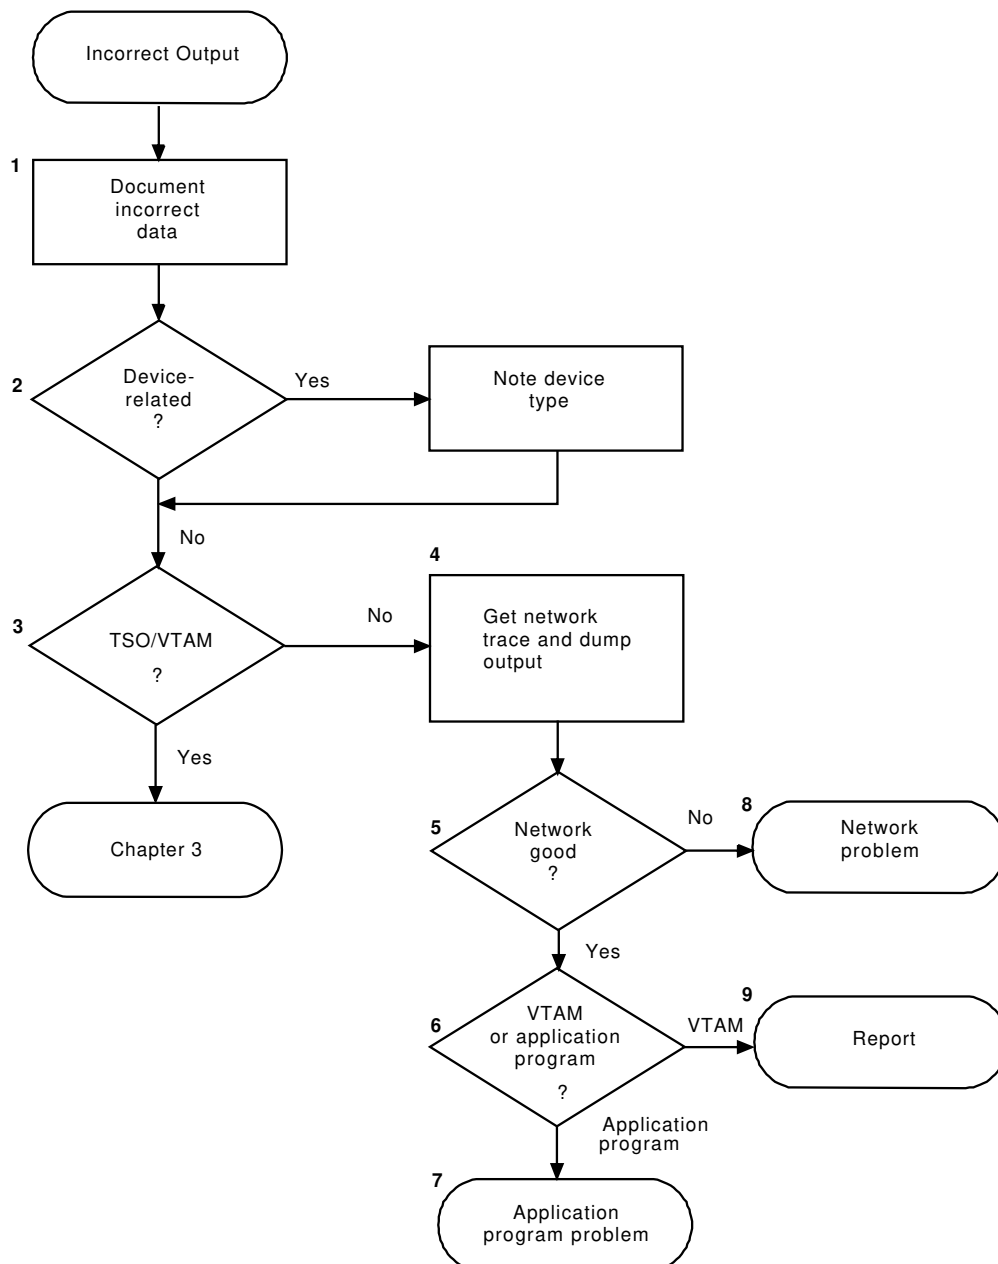 Incorrect Output
1
Document
incorrect
data
2
Device-
related
?
Yes
Note device
type
No
3
TSO/VTAM
?
No
4
Get network
trace and dump
output
Yes
Chapter 3
5
Network
good
?
No
8
Network
problem
Yes
6
VTAM
or application
program
?
VTAM
9
Report
Application
program
7
Application
program problem